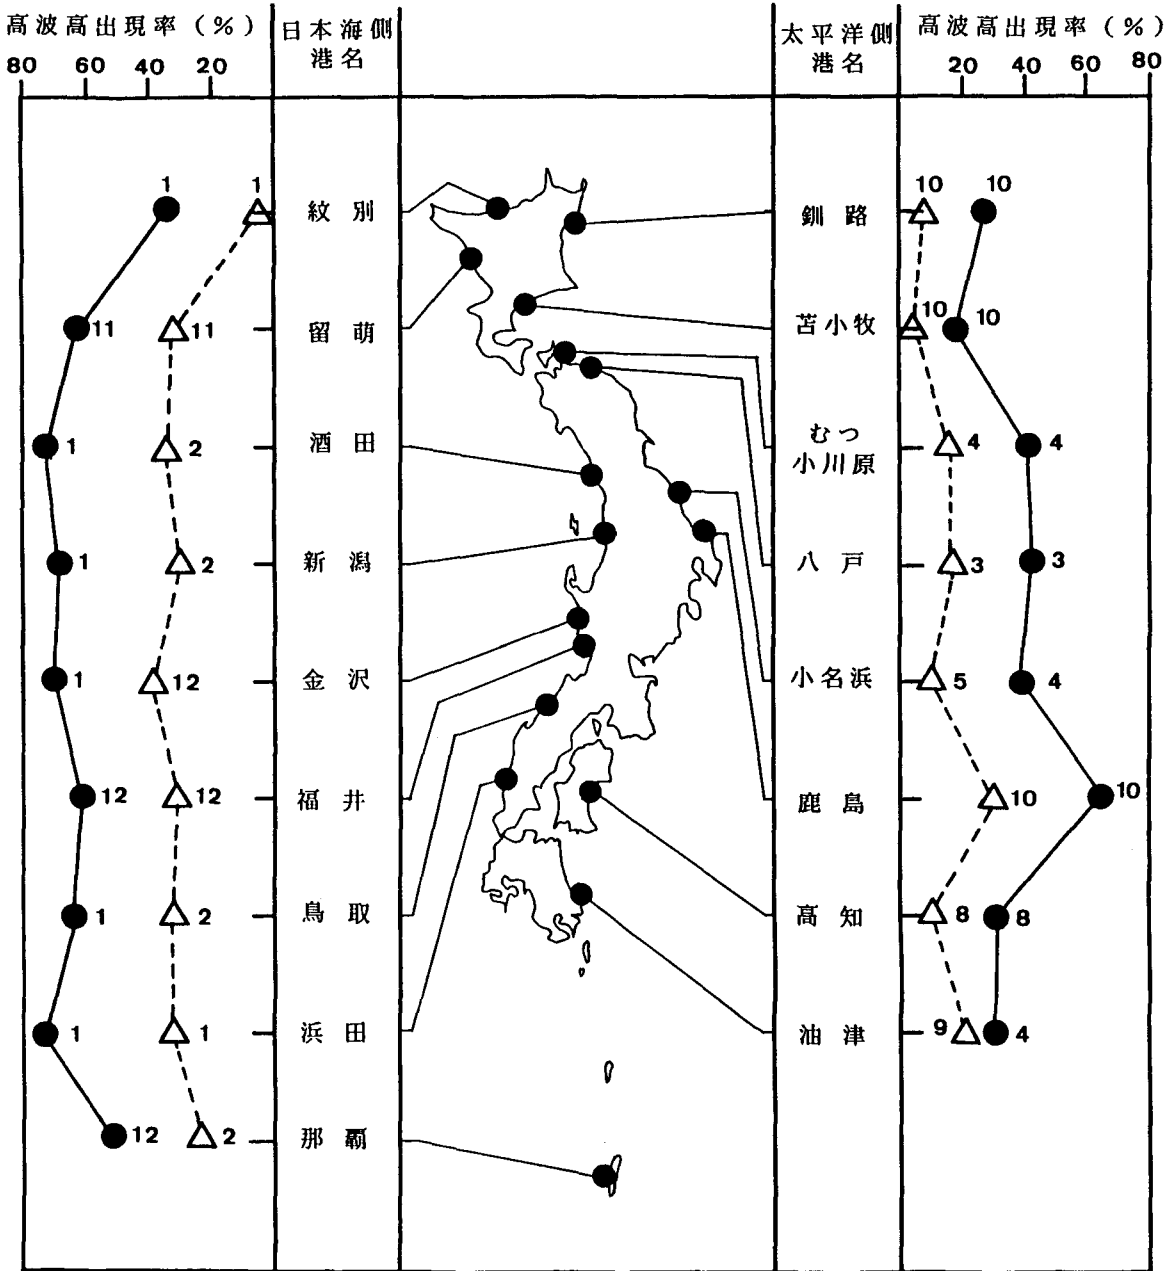 高波高出現率（%）
80 60 40 20
日本海側
港名
太平洋側
港名
高波高出現率（%）
20 40 60 80
1 1 紋別 釧路 10 10
11 11 留萌 苫小牧 10 10
1 2 酒田 むつ
小川原 4 4
1 2 新潟 八戸 3 3
1 12 金沢 小名浜 5 4
12 12 福井 鹿島 10 10
1 2 鳥取 高知 8 8
1 1 浜田 油津 9 4
12 2 那覇